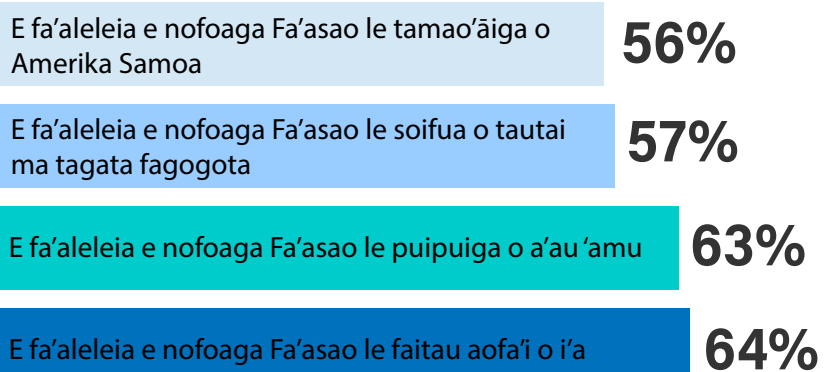 E fa’aleleia e nofoaga Fa’asao le tamao’āiga o
Amerika Samoa
56%
E fa’aleleia e nofoaga Fa’asao le soifua o tautai
ma tagata fagogota
57%
E fa’aleleia e nofoaga Fa’asao le puipuiga o a’au ‘amu
63%
E fa’aleleia e nofoaga Fa’asao le faitau aofa’i o i’a
64%